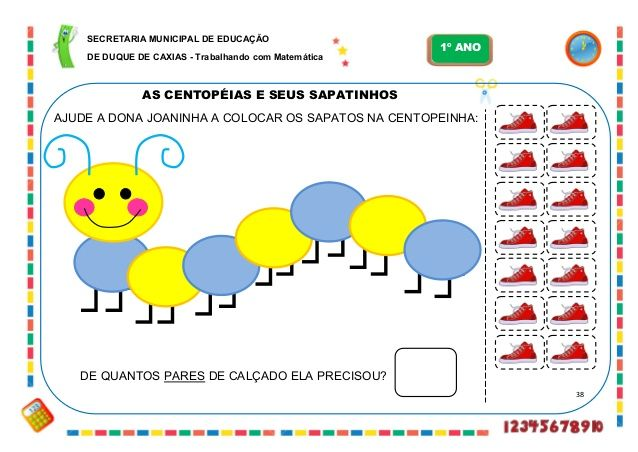 SECRETARIA MUNICIPAL DE EDUCAÇÃO
DE DUQUE DE CAXIAS - Trabalhando com Matemática
1º ANO
AS CENTOPÉIAS E SEUS SAPATINHOS
AJUDE A DONA JOANINHA A COLOCAR OS SAPATOS NA CENTOPEINHA:
DE QUANTOS PARES DE CALÇADO ELA PRECISOU?
38
12345678910